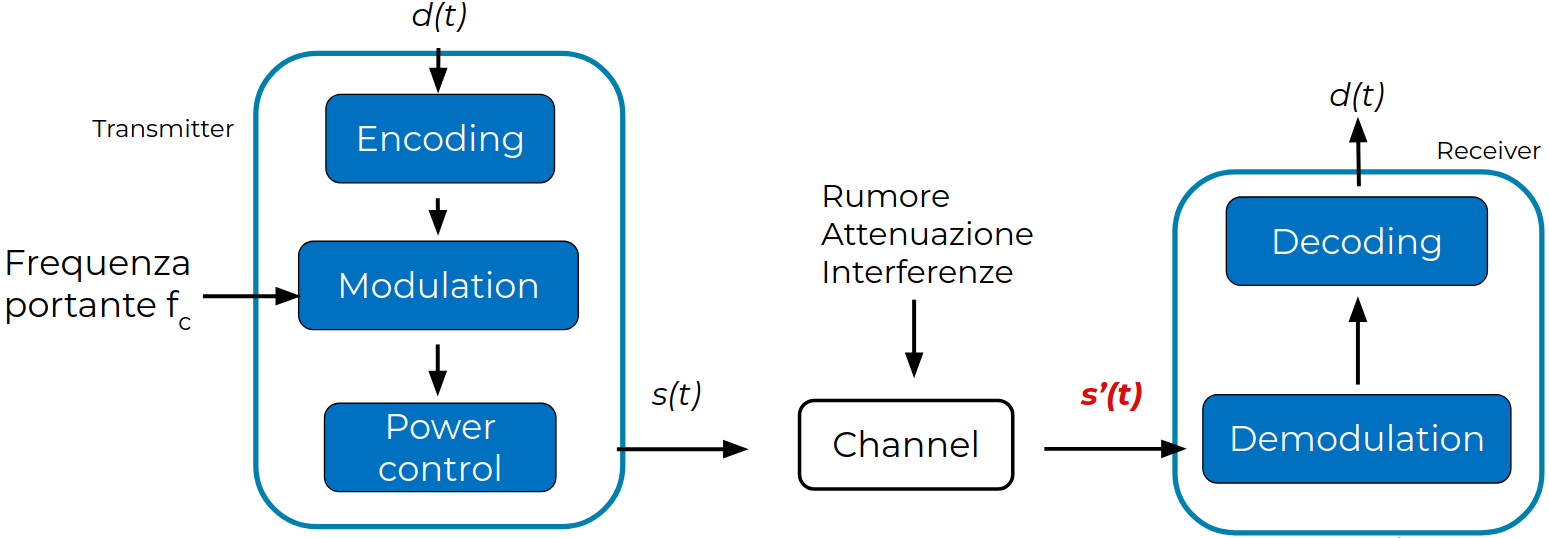 d(t)
Transmitter
Encoding
Frequenza
portante fc
Modulation
Power
control
s(t)
Rumore
Attenuazione
Interferenze
Channel
s’(t)
d(t)
Receiver
Decoding
Demodulation